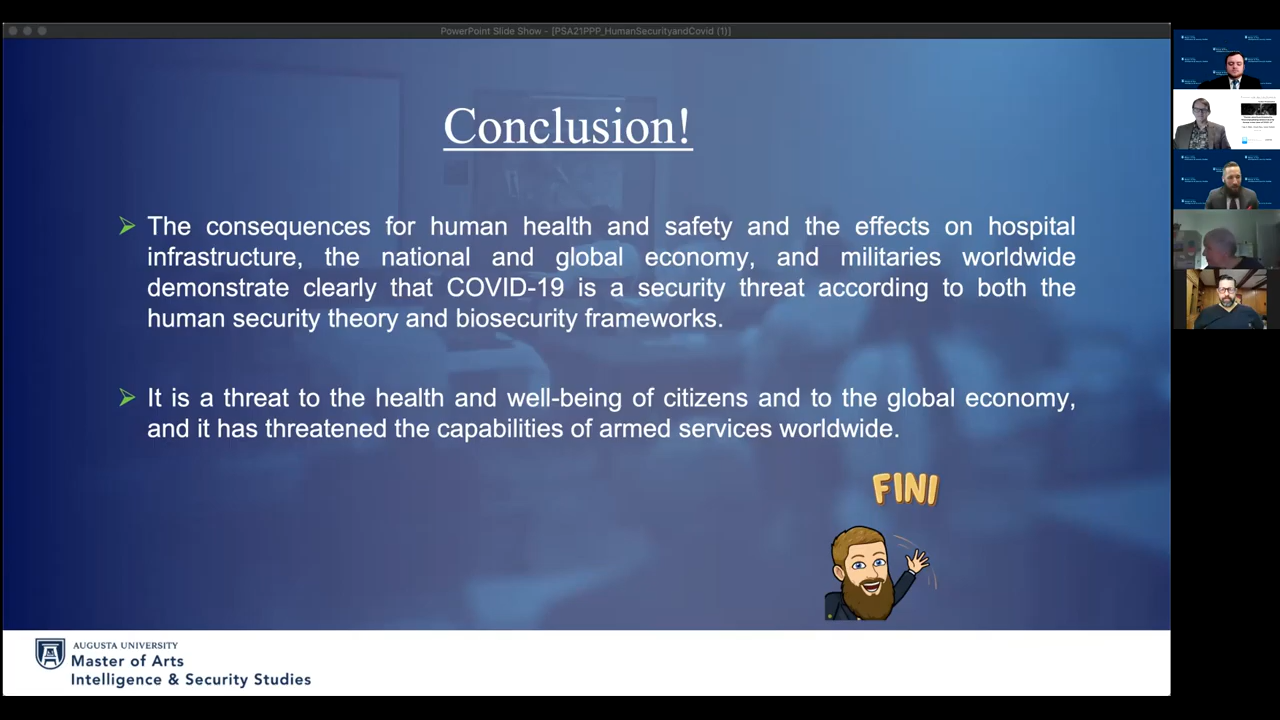 PowerPoint Slide Show - [PSA21PPP_HumanSecurityandCovid (1)]
Conclusion!
The consequences for human health and safety and the effects on hospital
infrastructure, the national and global economy, and militaries worldwide
demonstrate clearly that COVID-19 is a security threat according to both the
human security theory and biosecurity frameworks.
It is a threat to the health and well-being of citizens and to the global economy,
and it has threatened the capabilities of armed services worldwide.
FINI
AUGUSTA UNIVERSITY
Master of Arts
Intelligence & Security Studies